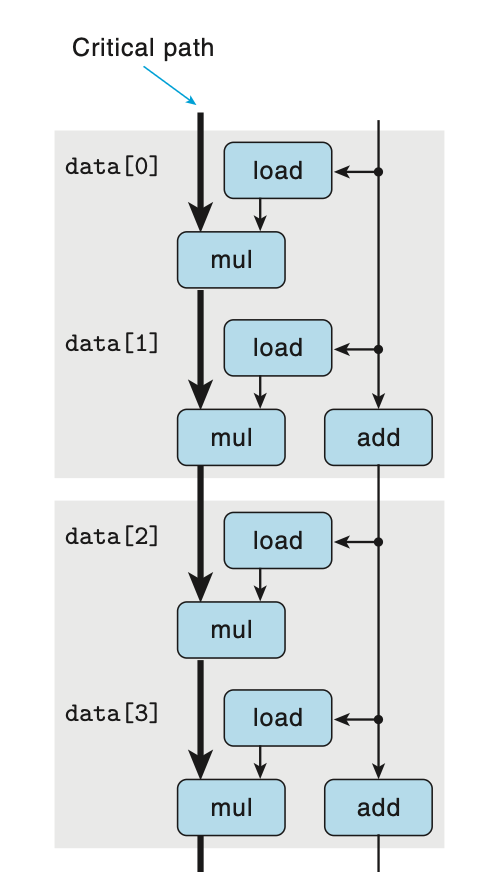 Critical path
data[0]
load
mul
data[1]
load
mul
add
data[2]
load
mul
data[3]
load
mul
add